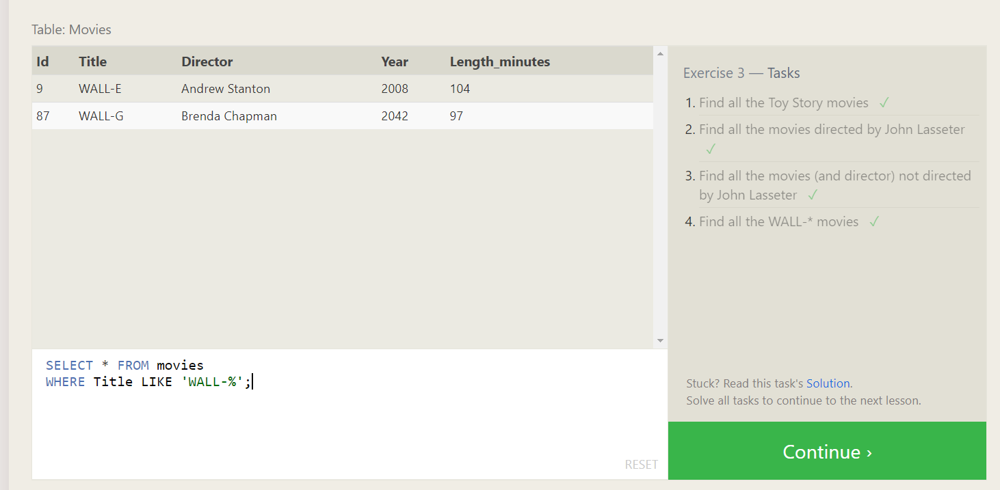 Table: Movies
Id Title Director Year Length_minutes
9 WALL-E Andrew Stanton 2008 104
87 WALL-G Brenda Chapman 2042 97
SELECT * FROM movies
WHERE Title LIKE 'WALL-%';
RESET
Exercise 3 — Tasks
1. Find all the Toy Story movies ✓
2. Find all the movies directed by John Lasseter
✓
3. Find all the movies (and director) not directed
by John Lasseter ✓
4. Find all the WALL-* movies ✓
Stuck? Read this task's Solution.
Solve all tasks to continue to the next lesson.
Continue ›